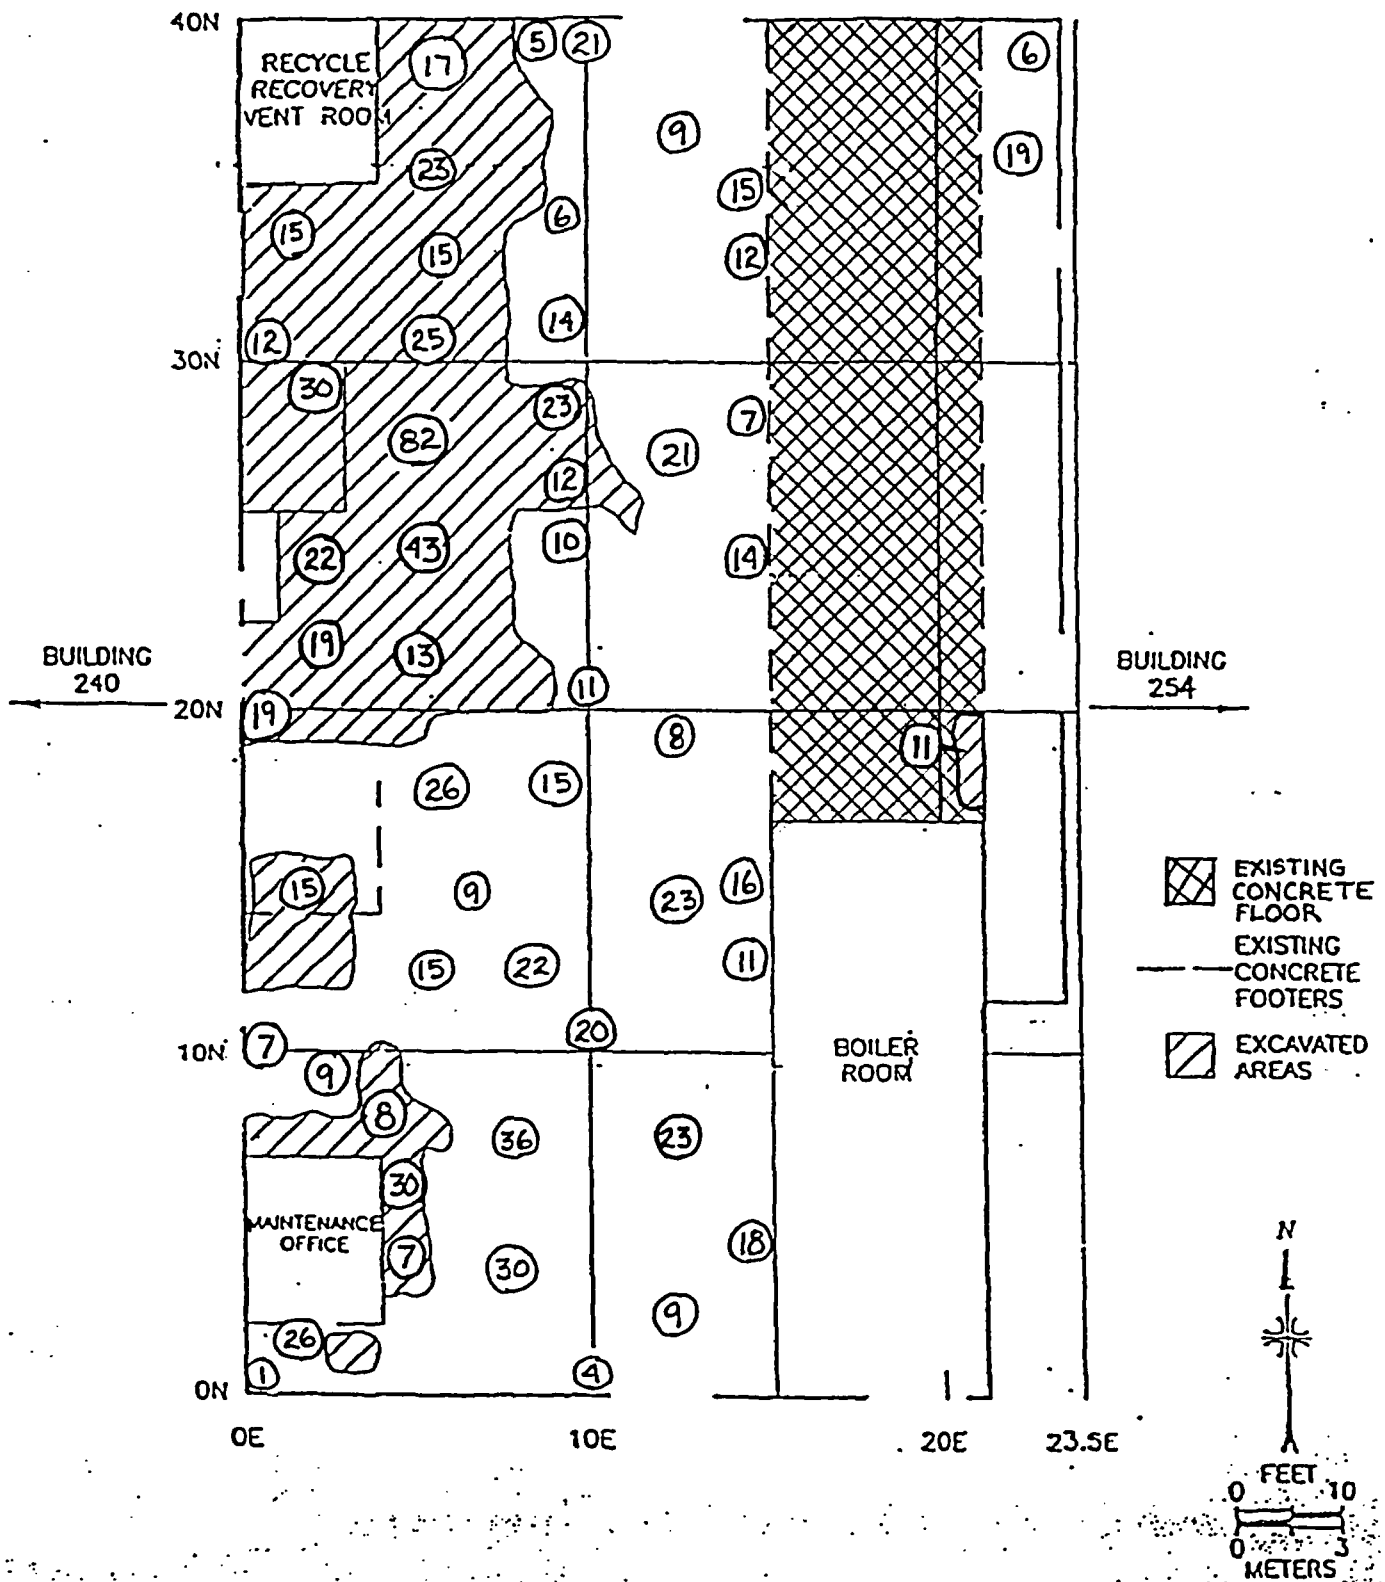 40N
5
21
17
6
RECYCLE
RECOVERY
VENT ROOM
9
19
23
15
6
15
15
12
14
12
25
30N
30
23
7
82
21
12
10
14
22
43
19
13
BUILDING
240
BUILDING
254
11
20N
19
8
11
26
15
15
9
23
16
EXISTING
CONCRETE
FLOOR
15
22
11
EXISTING
CONCRETE
FOOTERS
20
10N
7
9
BOILER
ROOM
EXCAVATED
AREAS
8
36
23
30
MAINTENANCE
OFFICE
7
30
18
9
26
1
4
N
0N
0E
10E
20E
23.5E
FEET
0 10
0 3
METERS